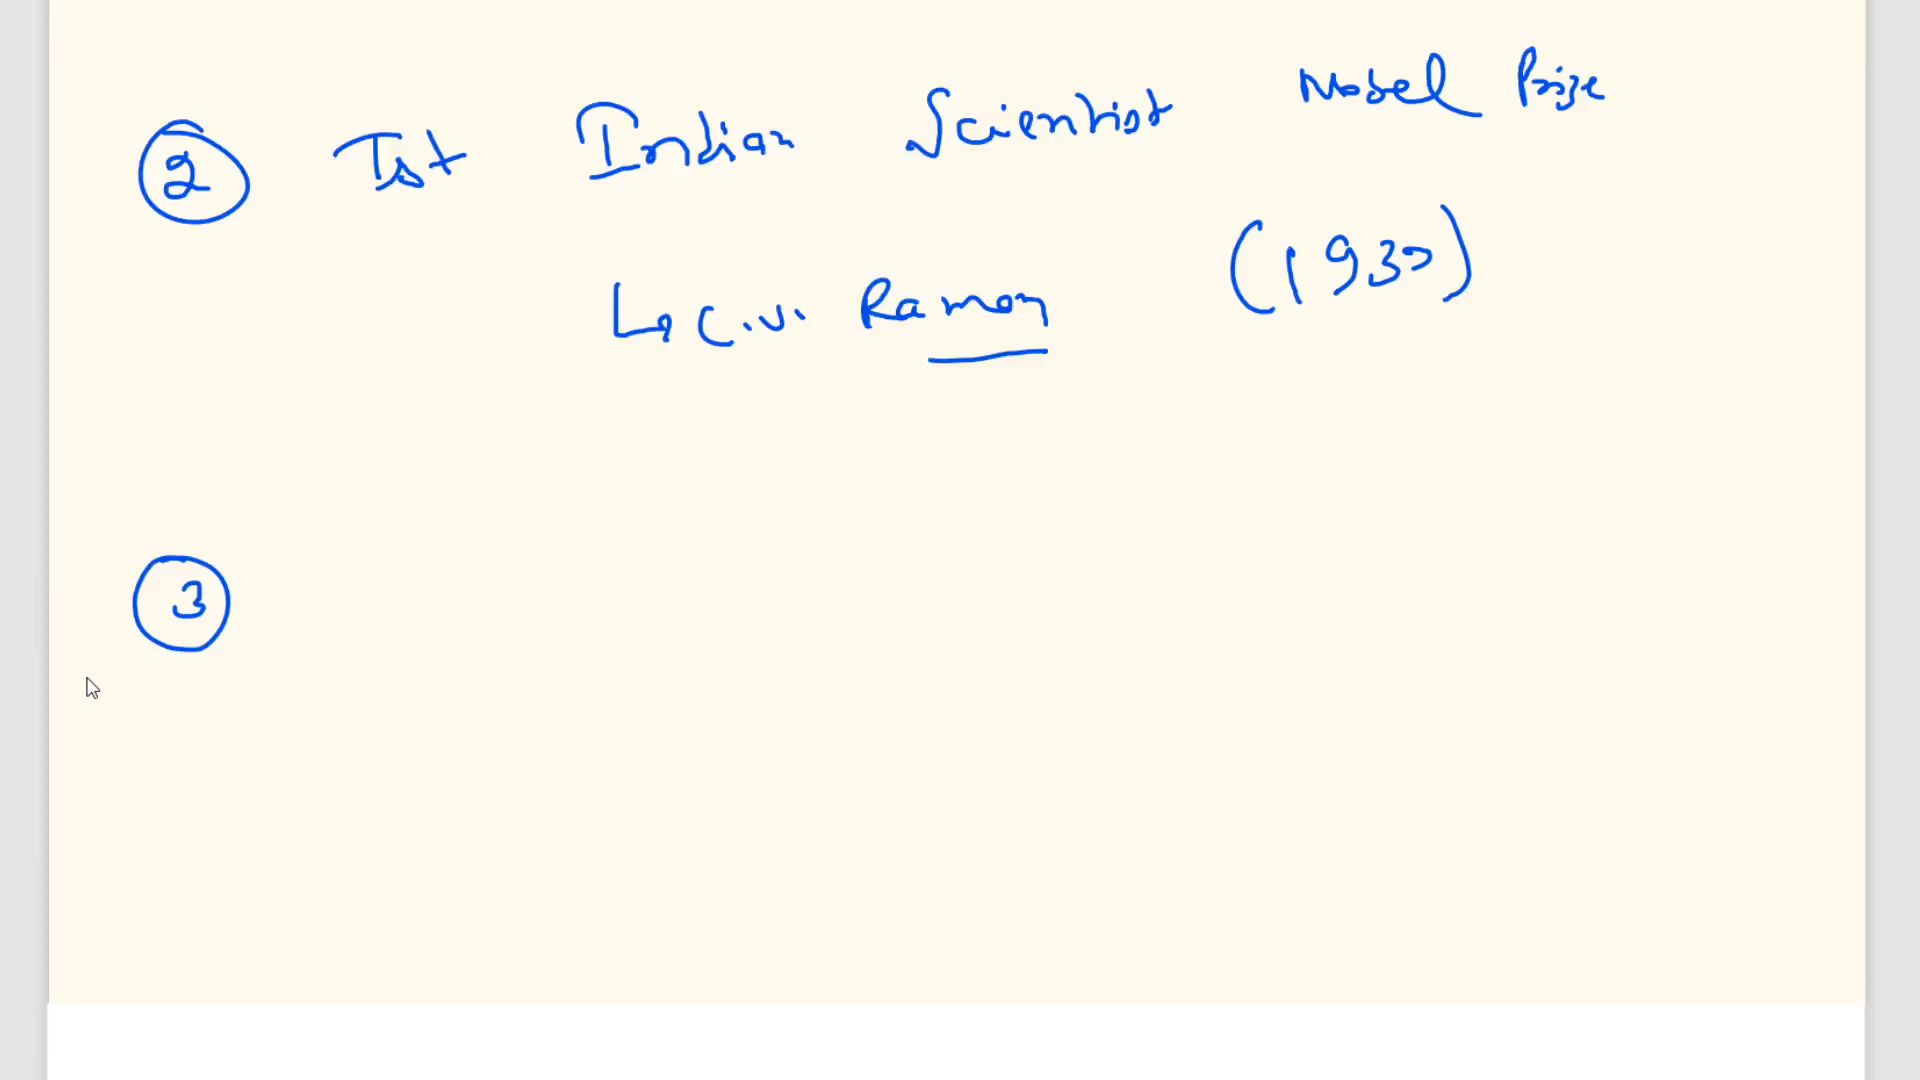 2 Ist Indian Scientist Nobel Prize
↳ C.V. Raman (1930)
3